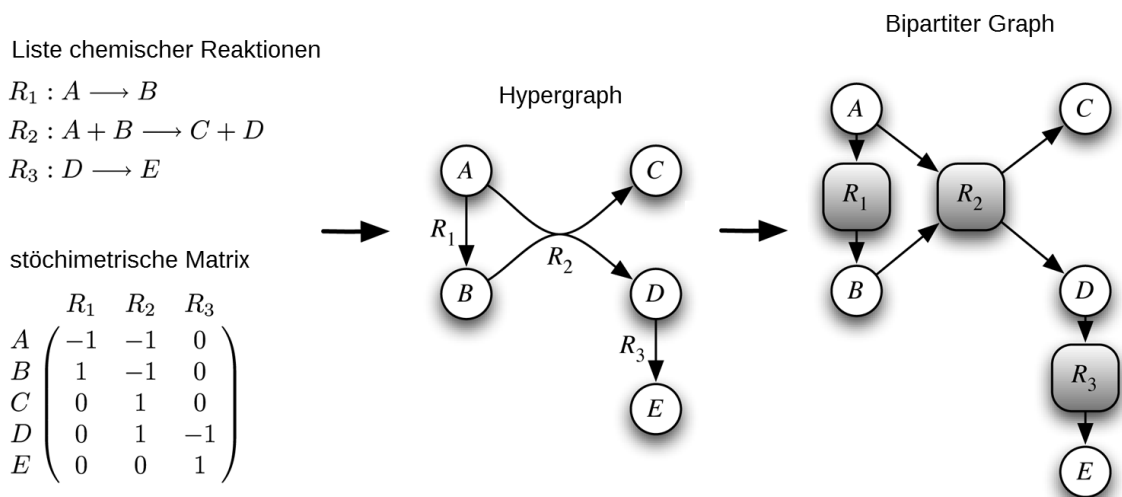 Liste chemischer Reaktionen
R₁ : A ⟶ B
R₂ : A + B ⟶ C + D
R₃ : D ⟶ E
stöchimetrische Matrix
R₁ R₂ R₃
A −1 −1 0
B 1 −1 0
C 0 1 0
D 0 1 −1
E 0 0 1
Hypergraph
A C
R₁
R₂
B D
R₃
E
Bipartiter Graph
A C
R₁ R₂
B D
R₃
E